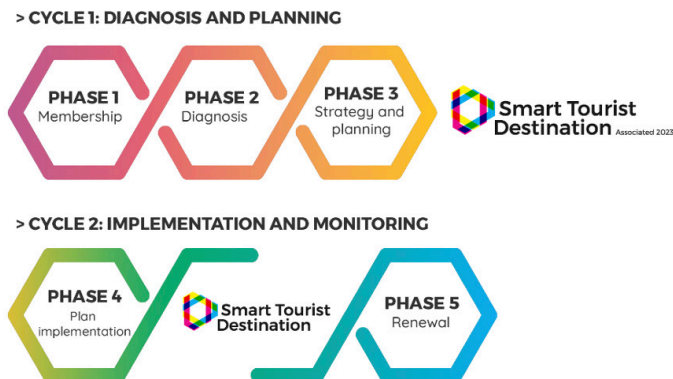 > CYCLE 1: DIAGNOSIS AND PLANNING
PHASE 1
Membership
PHASE 2
Diagnosis
PHASE 3
Strategy and
planning
Smart Tourist
Destination Associated 2023
> CYCLE 2: IMPLEMENTATION AND MONITORING
PHASE 4
Plan
implementation
Smart Tourist
Destination
PHASE 5
Renewal